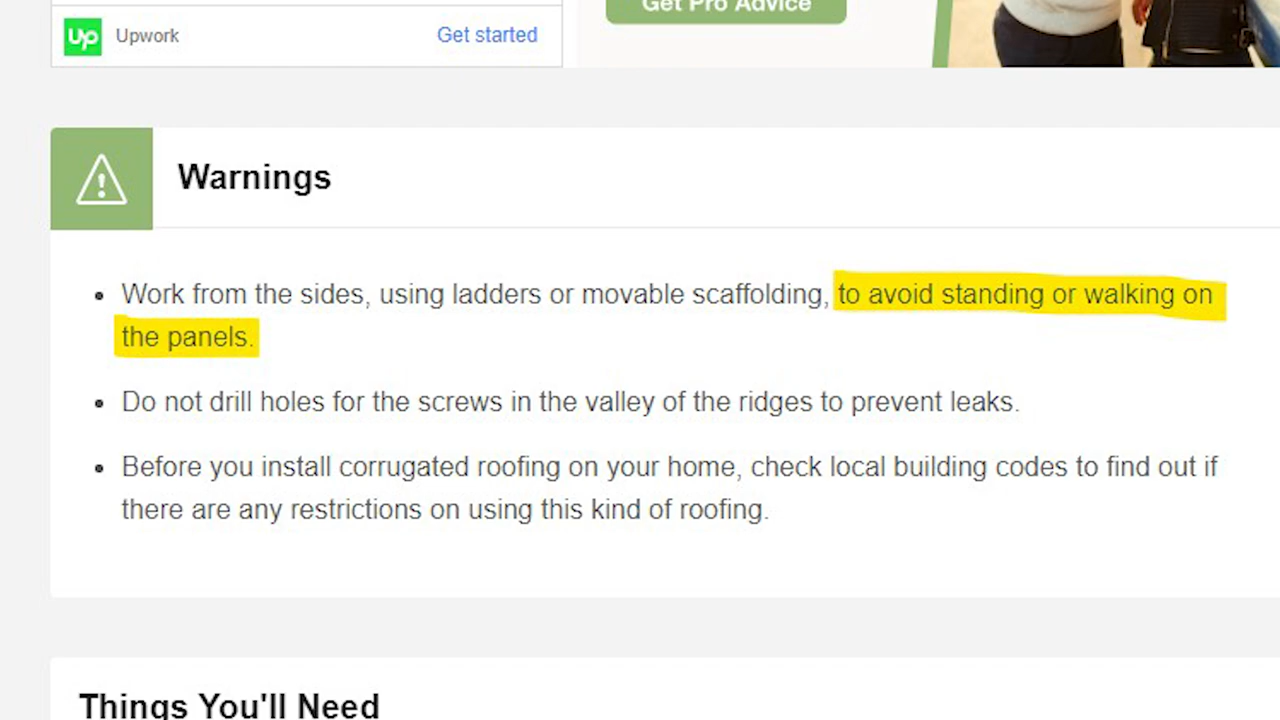 Get Pro Advice
Up Upwork Get started
Warnings
• Work from the sides, using ladders or movable scaffolding, to avoid standing or walking on
the panels.
• Do not drill holes for the screws in the valley of the ridges to prevent leaks.
• Before you install corrugated roofing on your home, check local building codes to find out if
there are any restrictions on using this kind of roofing.
Things You'll Need